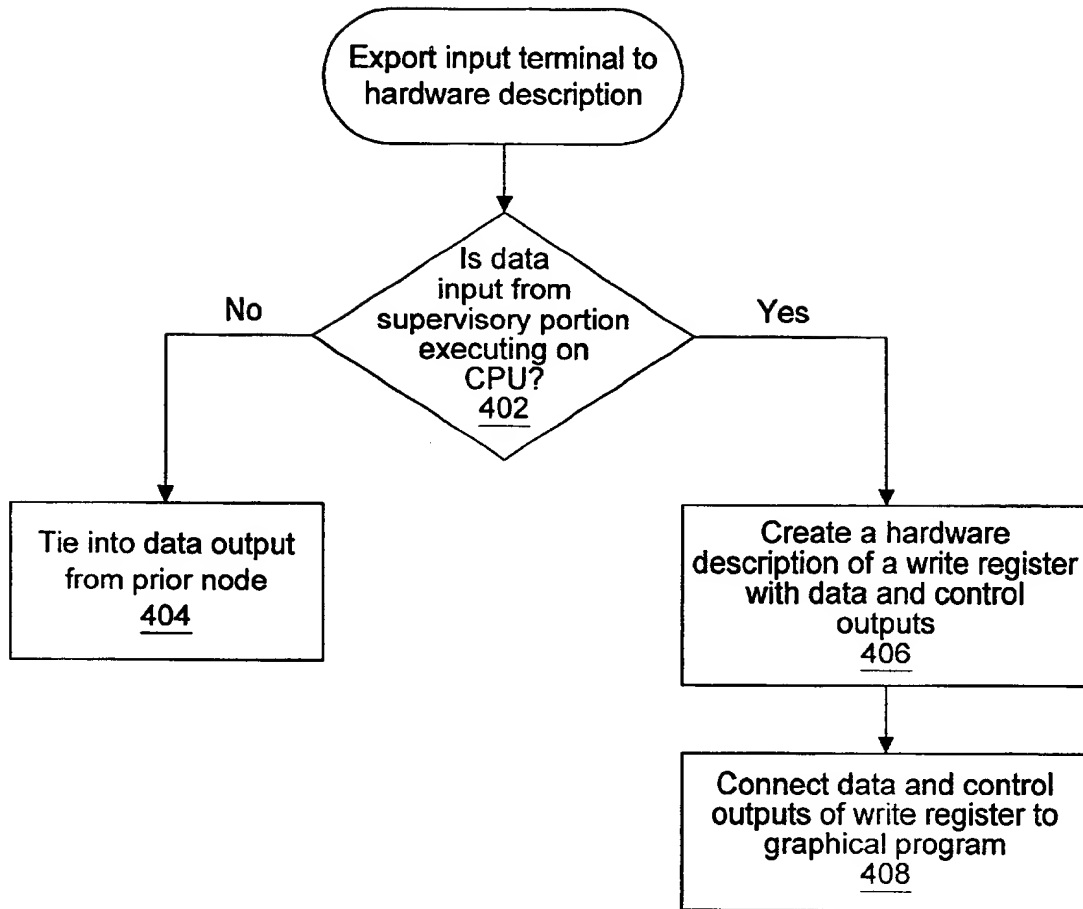 Export input terminal to
hardware description
Is data
input from
supervisory portion
executing on
CPU?
402
No
Yes
Tie into data output
from prior node
404
Create a hardware
description of a write register
with data and control
outputs
406
Connect data and control
outputs of write register to
graphical program
408